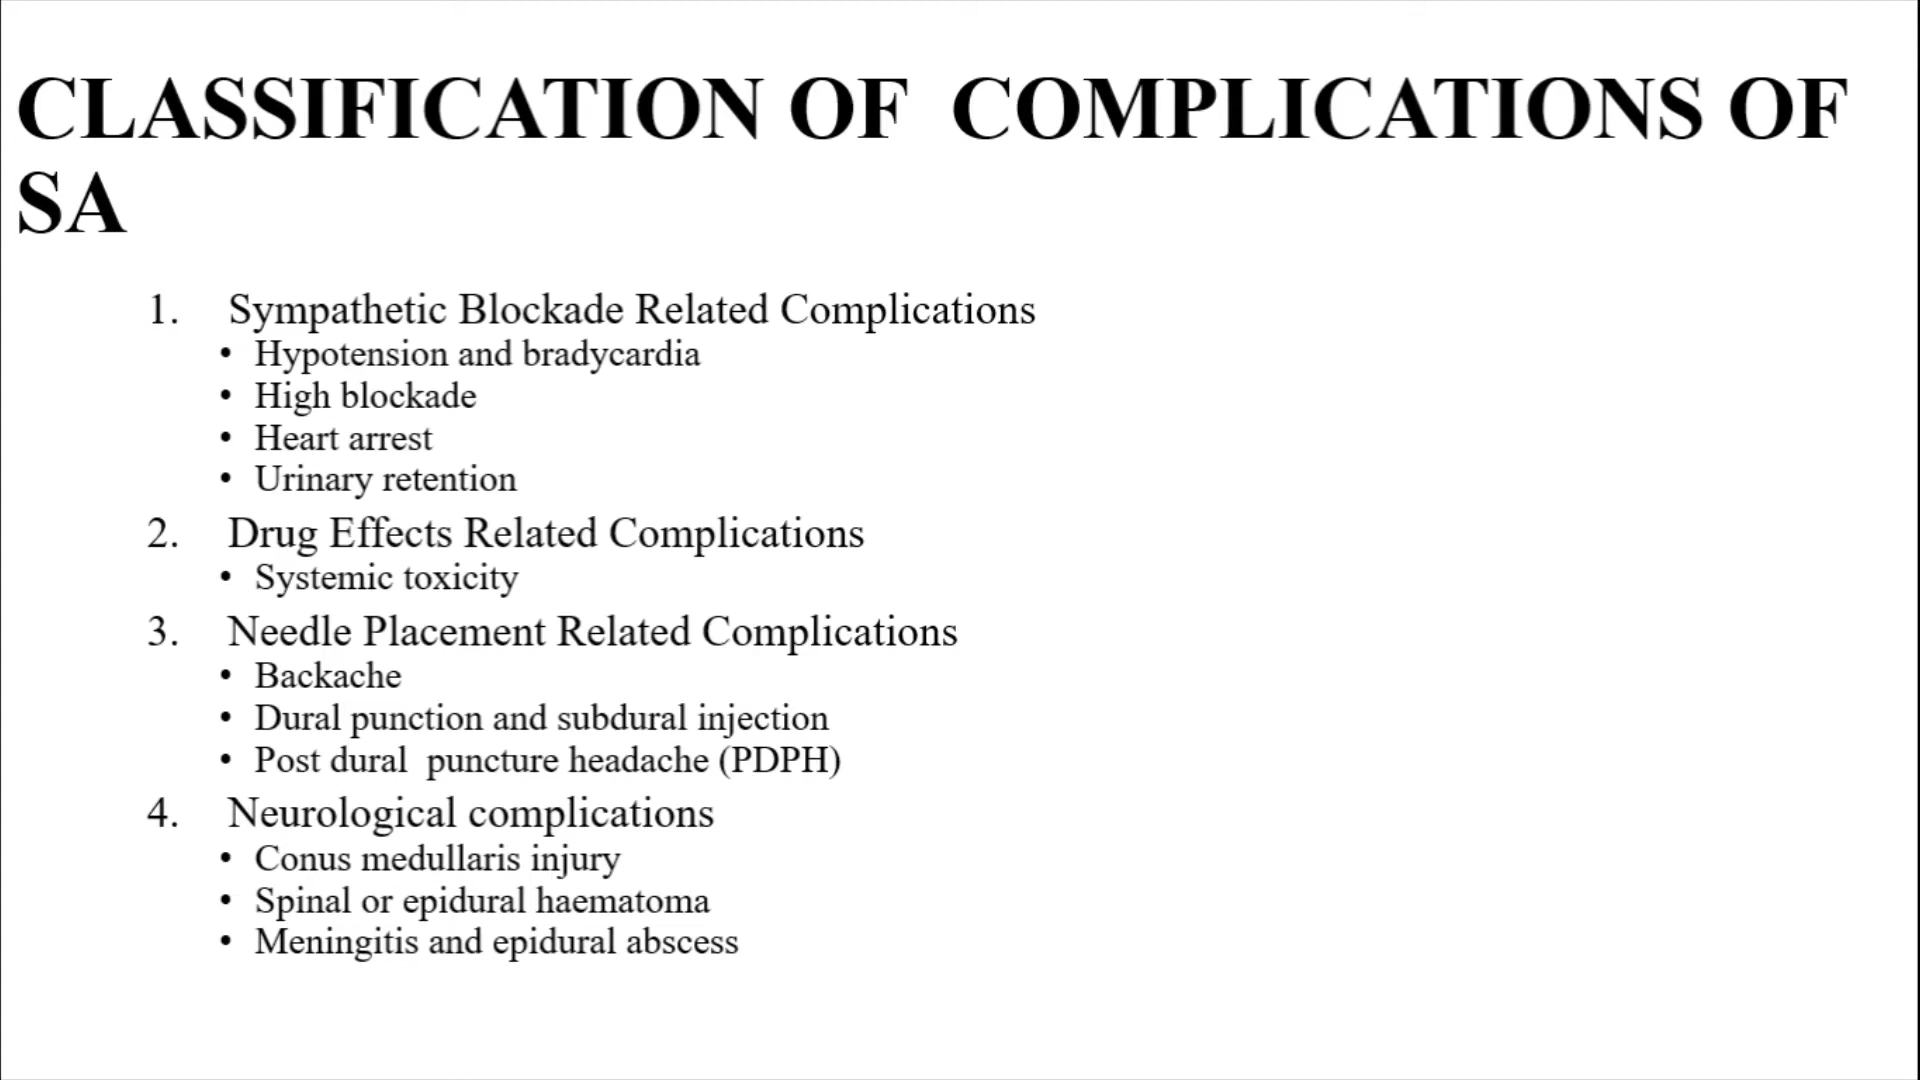 CLASSIFICATION OF  COMPLICATIONS OF
SA
1. Sympathetic Blockade Related Complications
• Hypotension and bradycardia
• High blockade
• Heart arrest
• Urinary retention
2. Drug Effects Related Complications
• Systemic toxicity
3. Needle Placement Related Complications
• Backache
• Dural punction and subdural injection
• Post dural  puncture headache (PDPH)
4. Neurological complications
• Conus medullaris injury
• Spinal or epidural haematoma
• Meningitis and epidural abscess